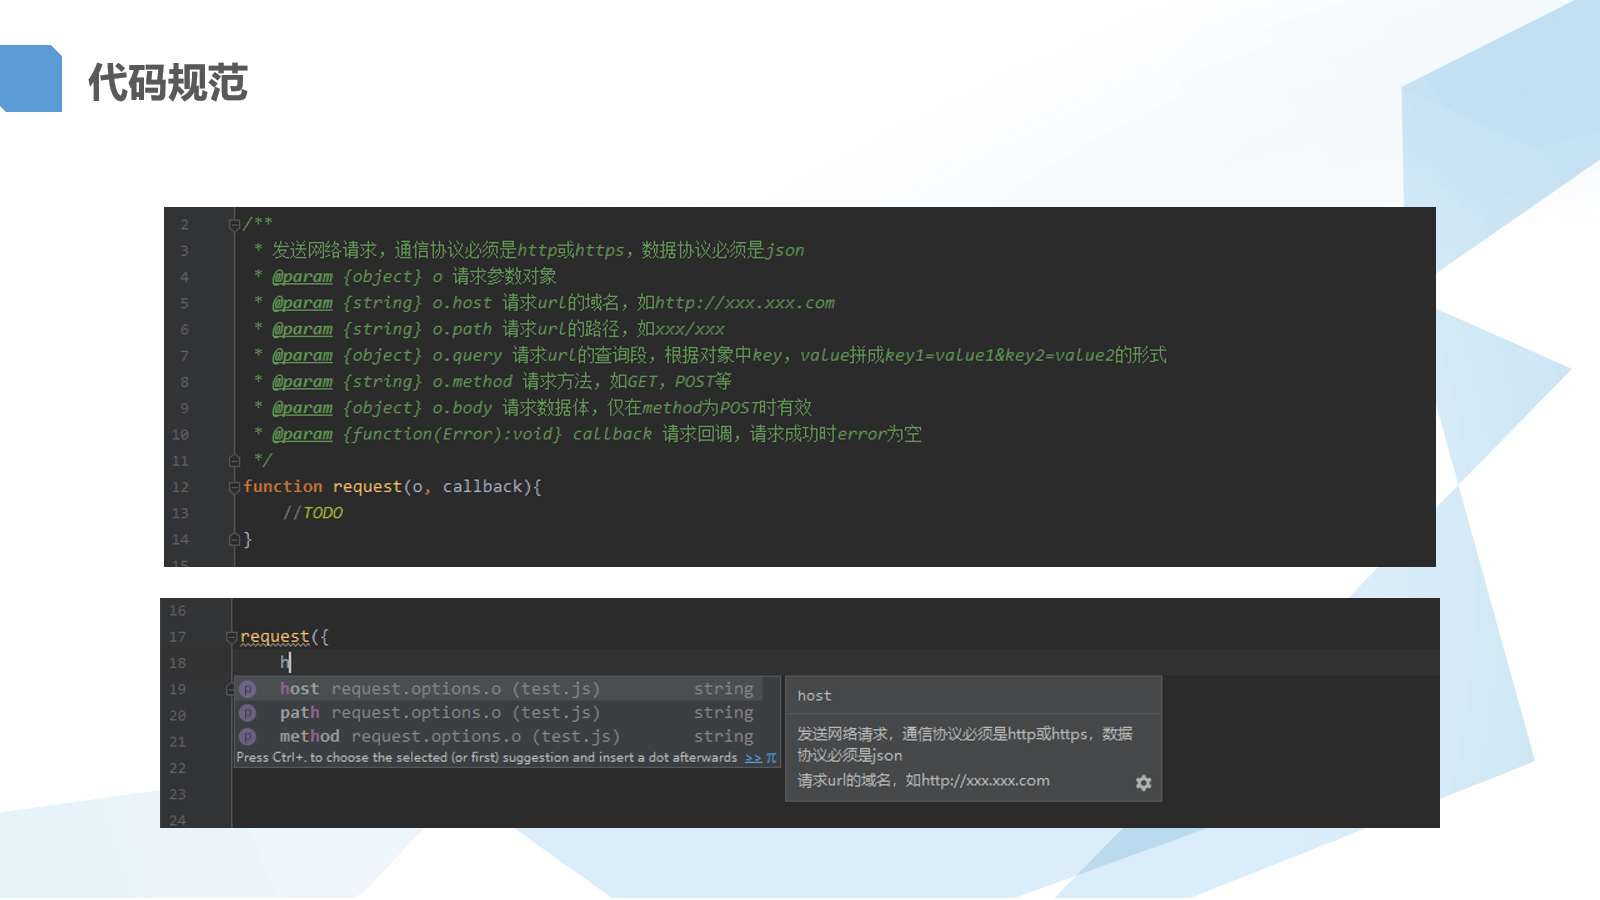 代码规范
2 /**
3 * 发送网络请求，通信协议必须是http或https，数据协议必须是json
4 * @param {object} o 请求参数对象
5 * @param {string} o.host 请求url的域名，如http://xxx.xxx.com
6 * @param {string} o.path 请求url的路径，如xxx/xxx
7 * @param {object} o.query 请求url的查询段，根据对象中key，value拼成key1=value1&key2=value2的形式
8 * @param {string} o.method 请求方法，如GET，POST等
9 * @param {object} o.body 请求数据体，仅在method为POST时有效
10 * @param {function(Error):void} callback 请求回调，请求成功时error为空
11 */
12 function request(o, callback){
13 //TODO
14 }
15
16
17 request({
18 h
19 p host request.options.o (test.js) string
20 p path request.options.o (test.js) string
21 p method request.options.o (test.js) string
Press Ctrl+. to choose the selected (or first) suggestion and insert a dot afterwards >> π
22
23
24
host
发送网络请求，通信协议必须是http或https，数据
协议必须是json
请求url的域名，如http://xxx.xxx.com